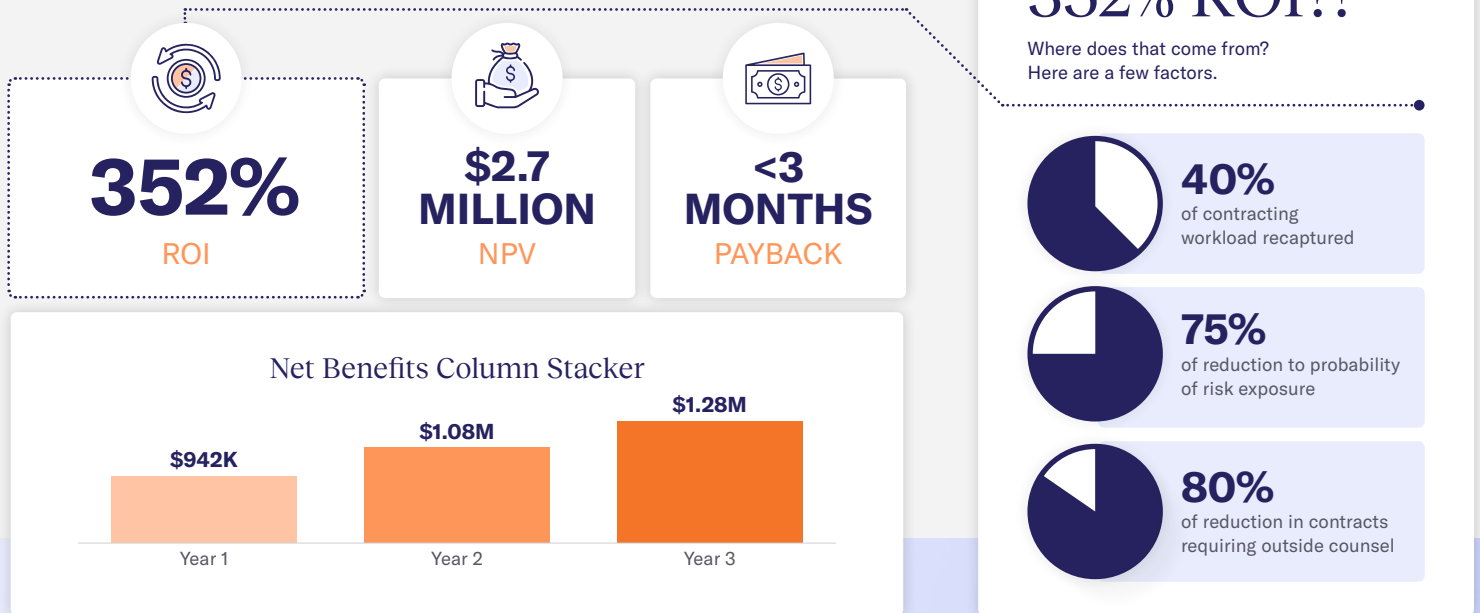 352% ROI??
Where does that come from?
Here are a few factors.
$
$
$
352%
ROI
$2.7
MILLION
NPV
<3
MONTHS
PAYBACK
Net Benefits Column Stacker
$942K
$1.08M
$1.28M
Year 1
Year 2
Year 3
40%
of contracting
workload recaptured
75%
of reduction to probability
of risk exposure
80%
of reduction in contracts
requiring outside counsel